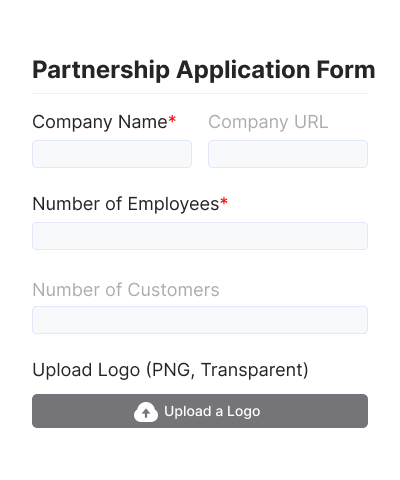 Partnership Application Form
Company Name* Company URL
Number of Employees*
Number of Customers
Upload Logo (PNG, Transparent)
Upload a Logo